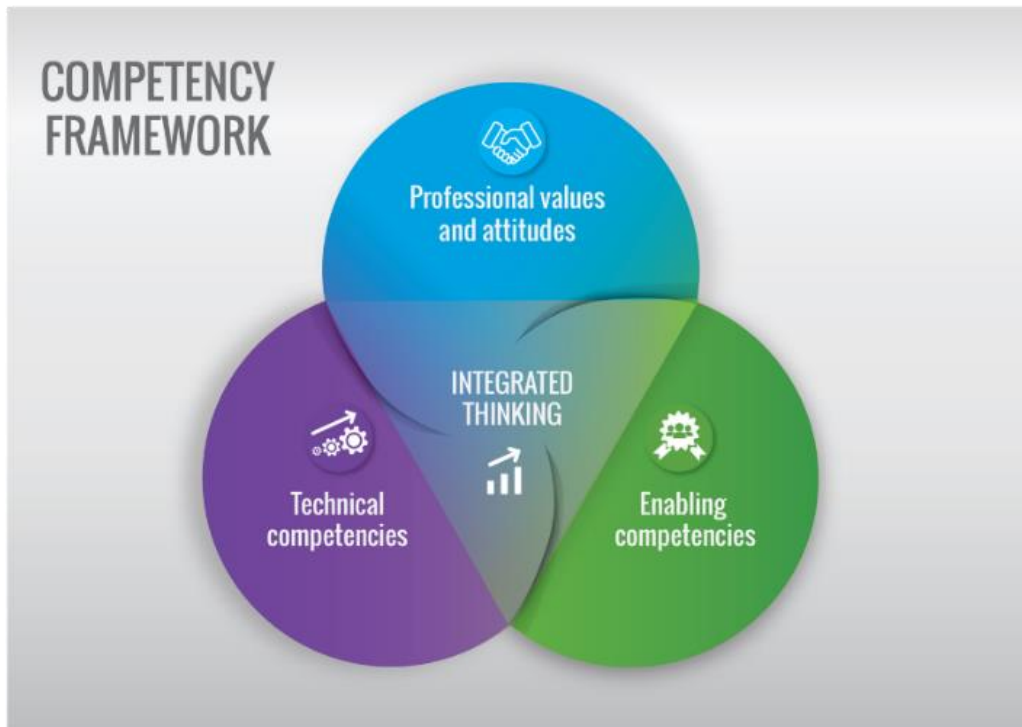 COMPETENCY
FRAMEWORK
Professional values
and attitudes
INTEGRATED
THINKING
Technical
competencies
Enabling
competencies